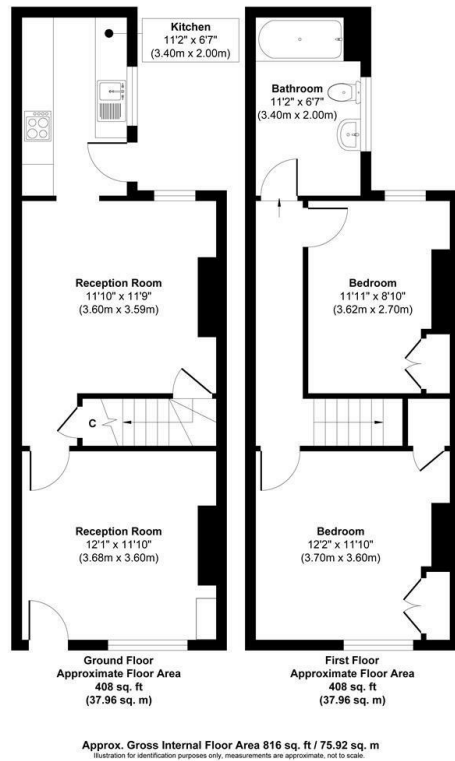 Kitchen
11'2" x 6'7"
(3.40m x 2.00m)
Bathroom
11'2" x 6'7"
(3.40m x 2.00m)
Reception Room
11'10" x 11'9"
(3.60m x 3.59m)
Bedroom
11'11" x 8'10"
(3.62m x 2.70m)
C
Reception Room
12'1" x 11'10"
(3.68m x 3.60m)
Bedroom
12'2" x 11'10"
(3.70m x 3.60m)
Ground Floor
Approximate Floor Area
408 sq. ft
(37.96 sq. m)
First Floor
Approximate Floor Area
408 sq. ft
(37.96 sq. m)
Approx. Gross Internal Floor Area 816 sq. ft / 75.92 sq. m
Illustration for identification purposes only, measurements are approximate, not to scale.